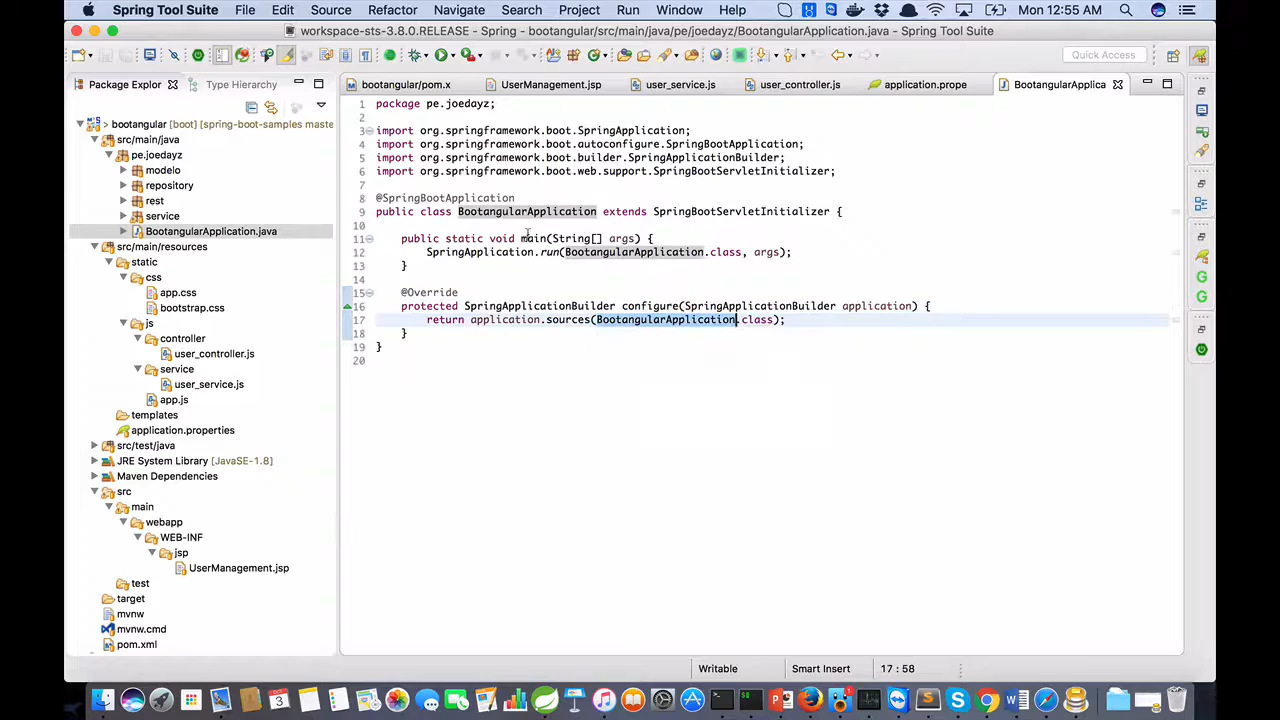 Spring Tool Suite File Edit Source Refactor Navigate Search Project Run Window Help Mon 12:55 AM
workspace-sts-3.8.0.RELEASE - Spring - bootangular/src/main/java/pe/joedayz/BootangularApplication.java - Spring Tool Suite
Quick Access
Package Explor
Type Hierarchy
bootangular/pom.x
UserManagement.jsp
user_service.js
user_controller.js
application.prope
BootangularApplica
> bootangular [boot] [spring-boot-samples maste
src/main/java
pe.joedayz
modelo
repository
rest
service
BootangularApplication.java
src/main/resources
static
css
app.css
bootstrap.css
js
controller
user_controller.js
service
user_service.js
app.js
templates
application.properties
src/test/java
JRE System Library [JavaSE-1.8]
Maven Dependencies
src
main
webapp
WEB-INF
jsp
UserManagement.jsp
test
target
mvnw
mvnw.cmd
pom.xml
1 package pe.joedayz;
2
3 import org.springframework.boot.SpringApplication;
4 import org.springframework.boot.autoconfigure.SpringBootApplication;
5 import org.springframework.boot.builder.SpringApplicationBuilder;
6 import org.springframework.boot.web.support.SpringBootServletInitializer;
7
8 @SpringBootApplication
9 public class BootangularApplication extends SpringBootServletInitializer {
10
11 public static void main(String[] args) {
12 SpringApplication.run(BootangularApplication.class, args);
13 }
14
15 @Override
16 protected SpringApplicationBuilder configure(SpringApplicationBuilder application) {
17 return application.sources(BootangularApplication.class);
18 }
19 }
20
Writable Smart Insert 17 : 58